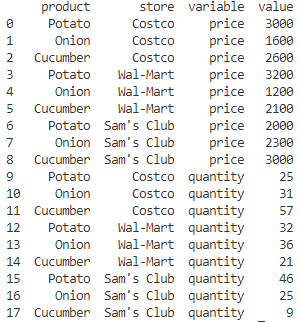 product store variable value
0 Potato Costco price 3000
1 Onion Costco price 1600
2 Cucumber Costco price 2600
3 Potato Wal-Mart price 3200
4 Onion Wal-Mart price 1200
5 Cucumber Wal-Mart price 2100
6 Potato Sam's Club price 2000
7 Onion Sam's Club price 2300
8 Cucumber Sam's Club price 3000
9 Potato Costco quantity 25
10 Onion Costco quantity 31
11 Cucumber Costco quantity 57
12 Potato Wal-Mart quantity 32
13 Onion Wal-Mart quantity 36
14 Cucumber Wal-Mart quantity 21
15 Potato Sam's Club quantity 46
16 Onion Sam's Club quantity 25
17 Cucumber Sam's Club quantity 9